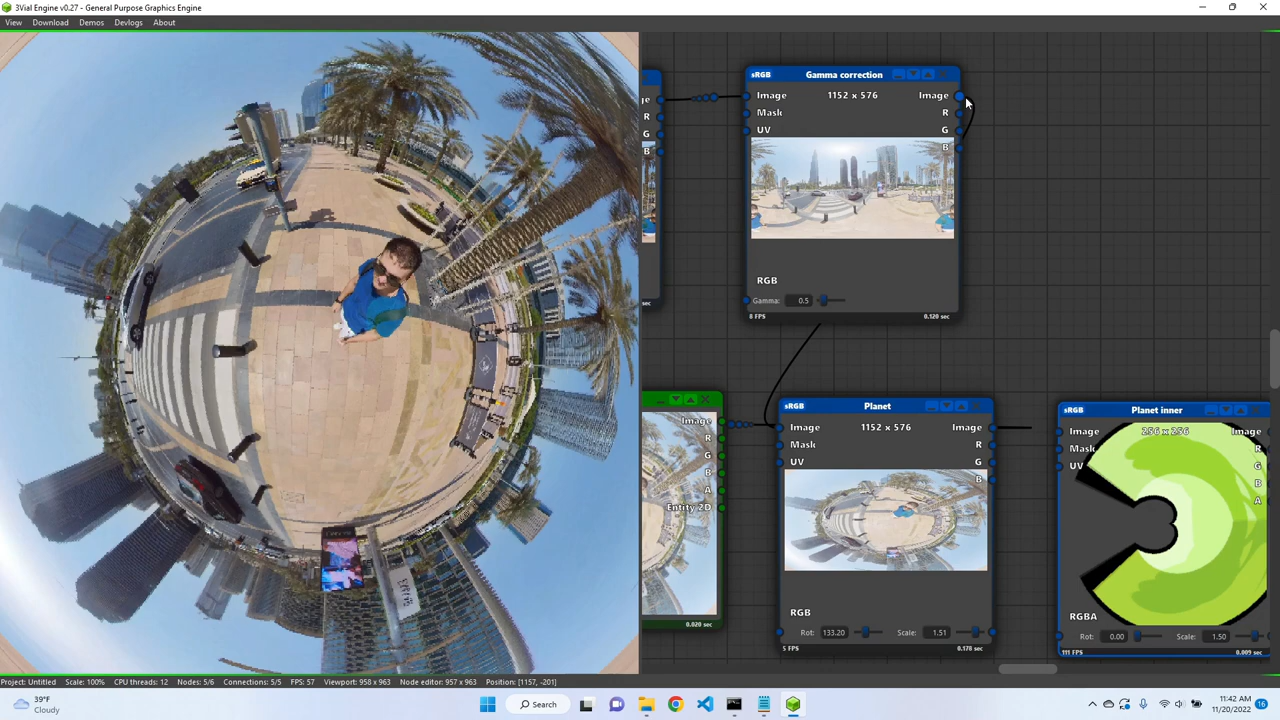 3Vial Engine v0.27 - General Purpose Graphics Engine
View Download Demos Devlogs About
sRGB Gamma correction
Image 1152 x 576 Image
Mask R
UV G
B
RGB
Gamma: 0.5
8 FPS 0.120 sec
R
G
B
Image
R
G
B
A
Entity 2D
0.020 sec
sRGB Planet
Image 1152 x 576 Image
Mask R
UV G
B
RGB
Rot: 133.20 Scale: 1.51
5 FPS 0.178 sec
sRGB Planet inner
Image 256 x 256 Image
Mask R
UV G
B
A
RGBA
Rot: 0.00 Scale: 1.50
111 FPS 0.009 sec
Project: Untitled Scale: 100% CPU threads: 12 Nodes: 5/6 Connections: 5/5 FPS: 57 Viewport: 958 x 963 Node editor: 957 x 963 Position: [1157, -201]
39°F
Cloudy
Search
11:42 AM
11/20/2022
16